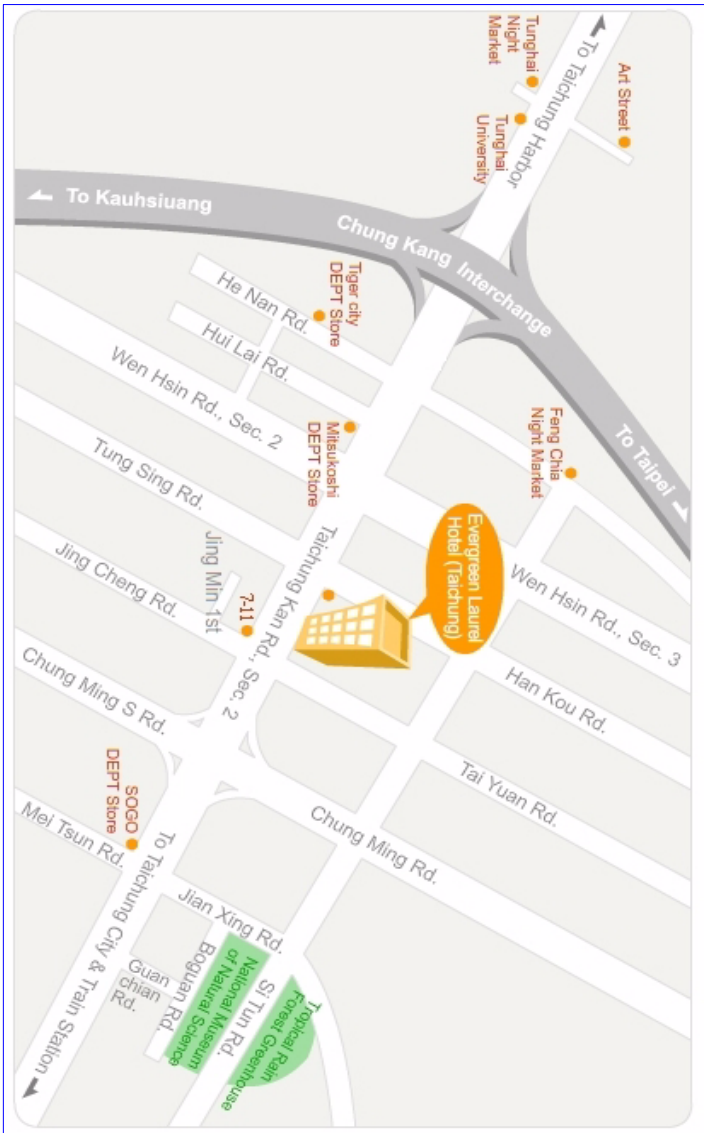 To Taichung Harbor
Art Street
Tunghai
Night
Market
Tunghai
University
To Kauhsiuang
Chung Kang Interchange
To Taipei
Tiger city
DEPT Store
He Nan Rd.
Hui Lai Rd.
Wen Hsin Rd., Sec. 2
Mitsukoshi
DEPT Store
Feng Chia
Night Market
Tung Sing Rd.
Evergreen Laurel
Hotel (Taichung)
Wen Hsin Rd., Sec. 3
Jing Min 1st
Jing Cheng Rd.
7-11
Taichung Kan Rd., Sec. 2
Han Kou Rd.
Chung Ming S Rd.
Tai Yuan Rd.
SOGO
DEPT Store
Chung Ming Rd.
Mei Tsun Rd.
Jian Xing Rd.
To Taichung City & Train Station
Guan
chian
Rd.
Boguan Rd.
National Museum
of Natural Science
Si Tun Rd.
Tropical Rain
Forest Greenhouse